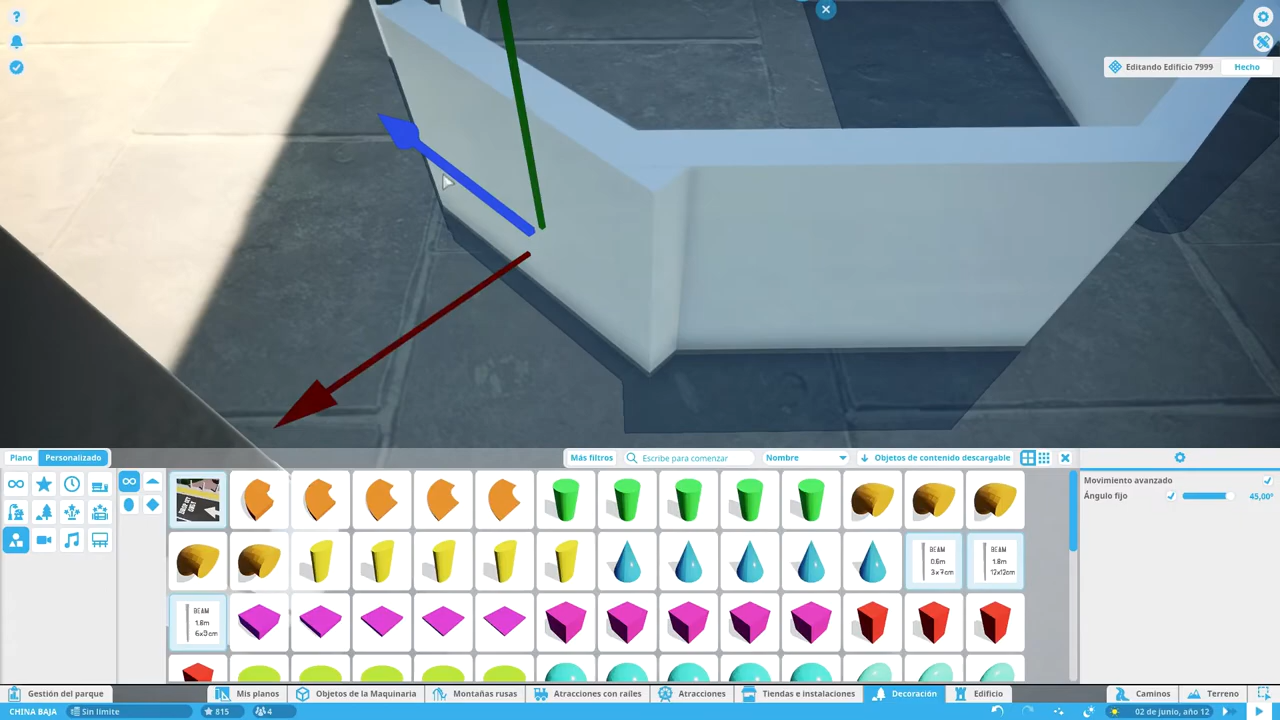 ?
Editando Edificio 7999
Hecho
Plano
Personalizado
Más filtros
Escribe para comenzar
Nombre
Objetos de contenido descargable
Movimiento avanzado
Ángulo fijo
45,00°
BEAM
0.6m
3x7cm
BEAM
1.8m
12x12cm
BEAM
1.8m
6x9cm
Gestión del parque
Mis planos
Objetos de la Maquinaria
Montañas rusas
Atracciones con raíles
Atracciones
Tiendas e instalaciones
Decoración
Edificio
Caminos
Terreno
CHINA BAJA
Sin límite
815
4
02 de junio, año 12